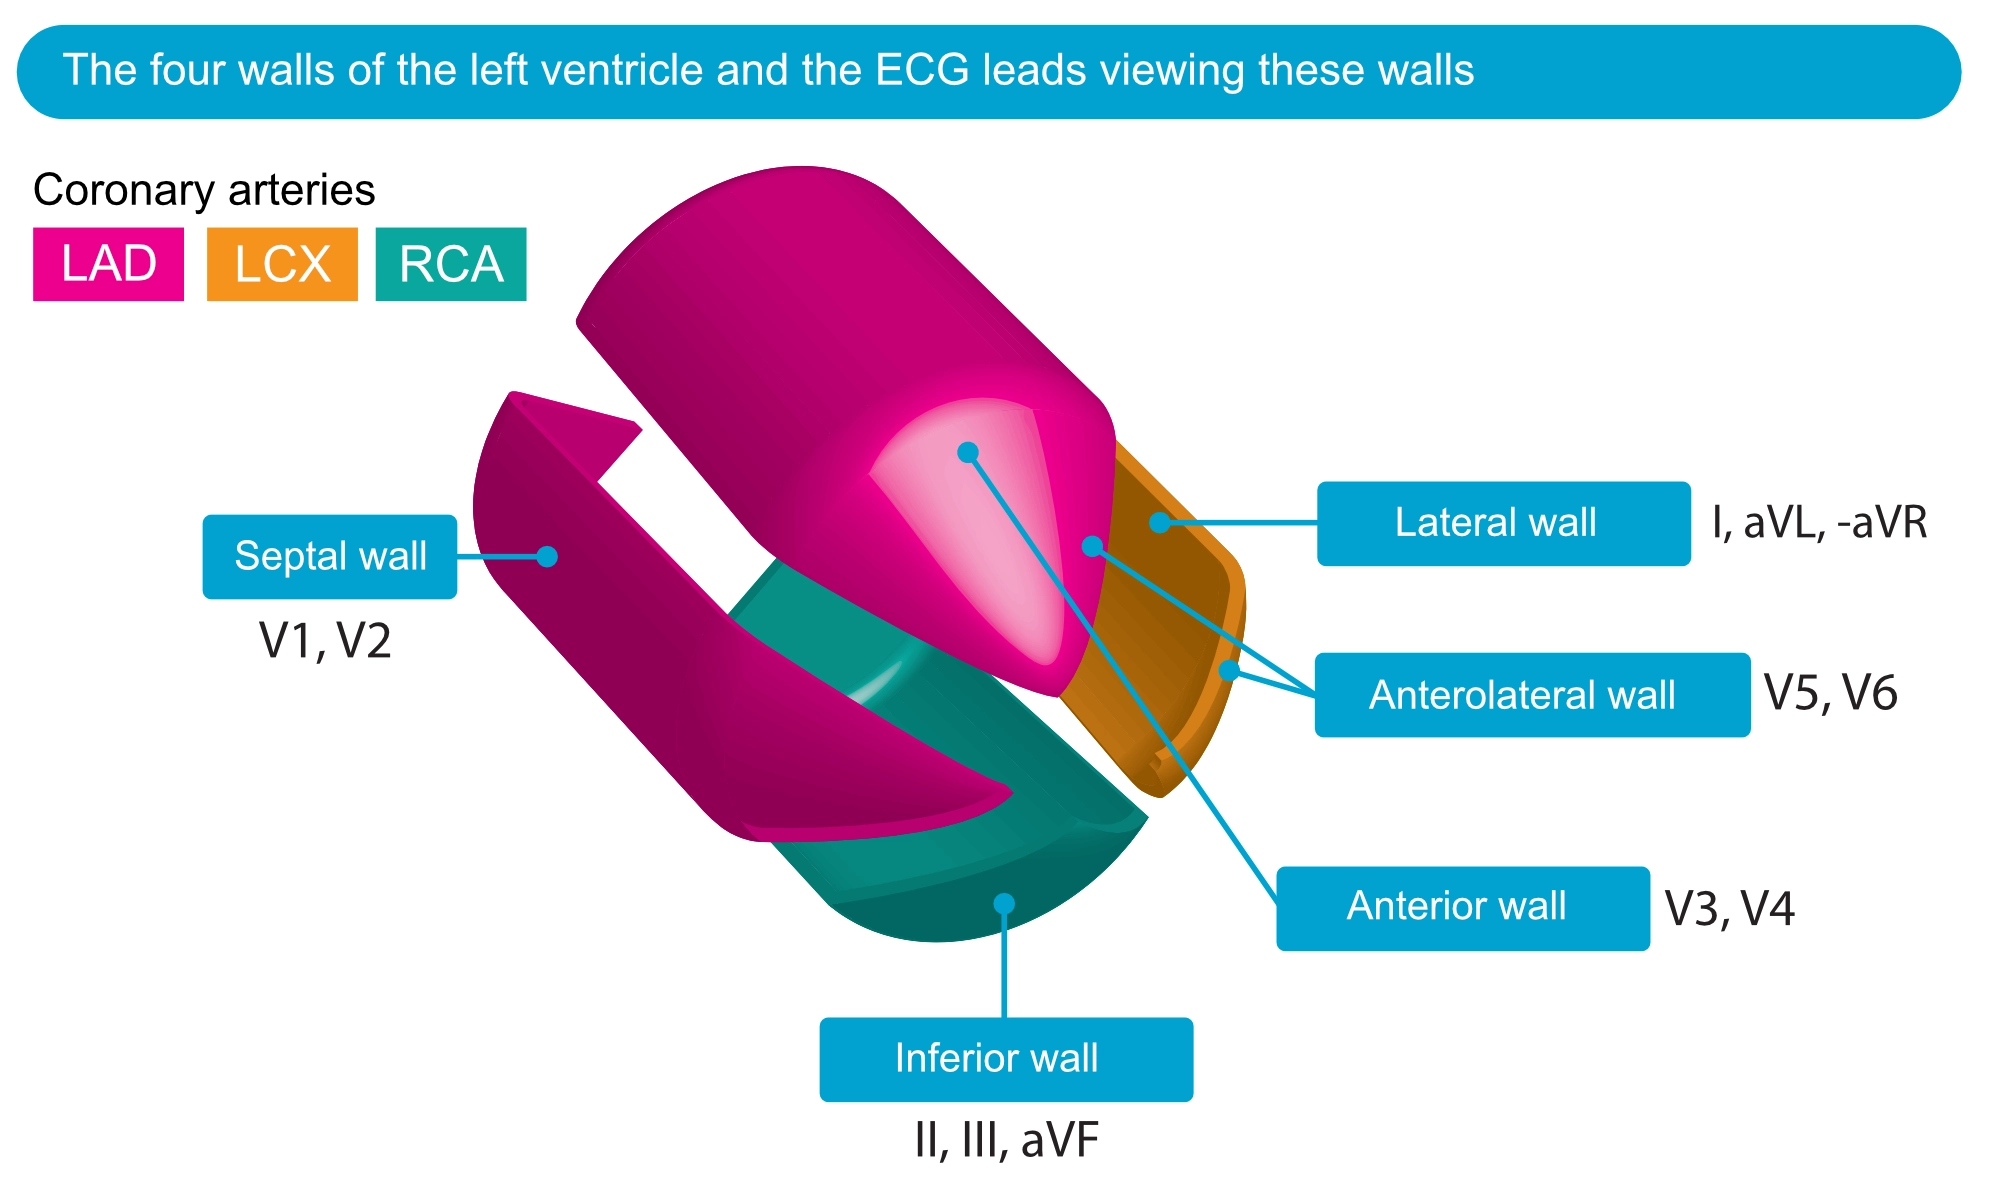 The four walls of the left ventricle and the ECG leads viewing these walls
Coronary arteries
LAD LCX RCA
Lateral wall I, aVL, -aVR
Septal wall
V1, V2
Anterolateral wall V5, V6
Anterior wall V3, V4
Inferior wall
II, III, aVF